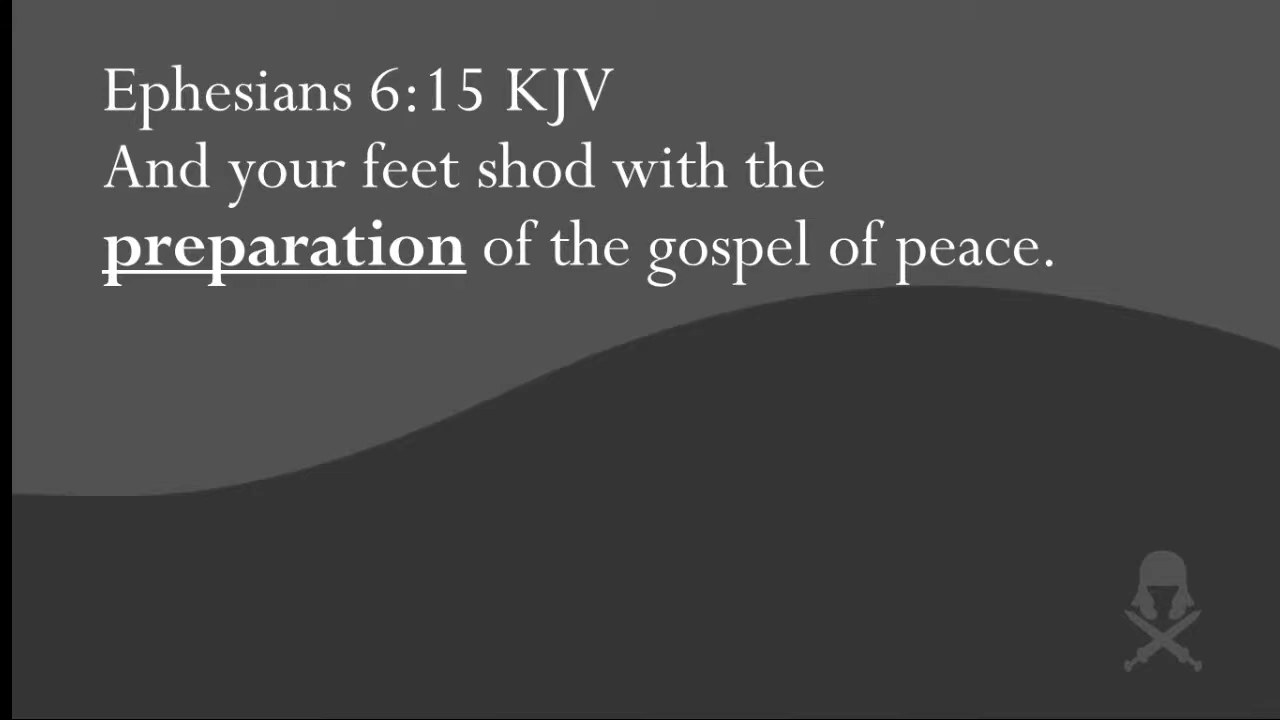 Ephesians 6:15 KJV
And your feet shod with the
preparation of the gospel of peace.